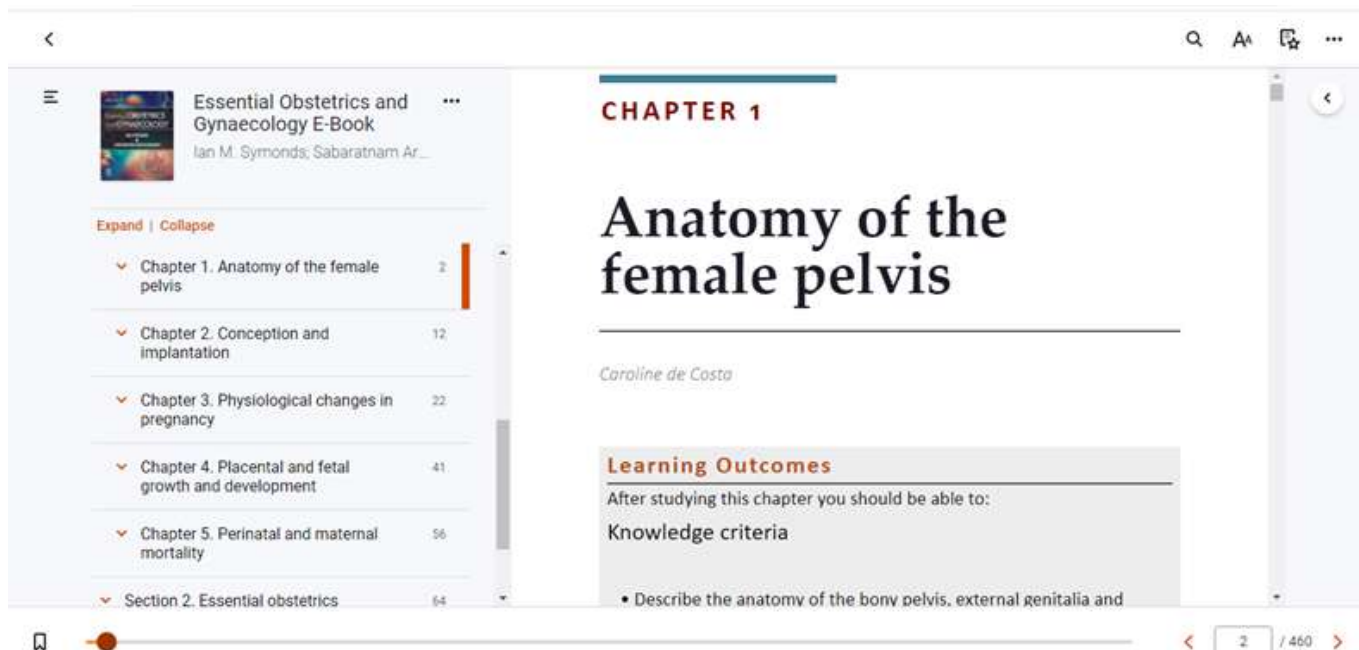 Essential Obstetrics and
Gynaecology E-Book
Ian M. Symonds; Sabaratnam Ar...
Expand | Collapse
Chapter 1. Anatomy of the female
pelvis
2
Chapter 2. Conception and
implantation
12
Chapter 3. Physiological changes in
pregnancy
22
Chapter 4. Placental and fetal
growth and development
41
Chapter 5. Perinatal and maternal
mortality
56
Section 2. Essential obstetrics
64
CHAPTER 1
Anatomy of the
female pelvis
Caroline de Costa
Learning Outcomes
After studying this chapter you should be able to:
Knowledge criteria
• Describe the anatomy of the bony pelvis, external genitalia and
2 / 460